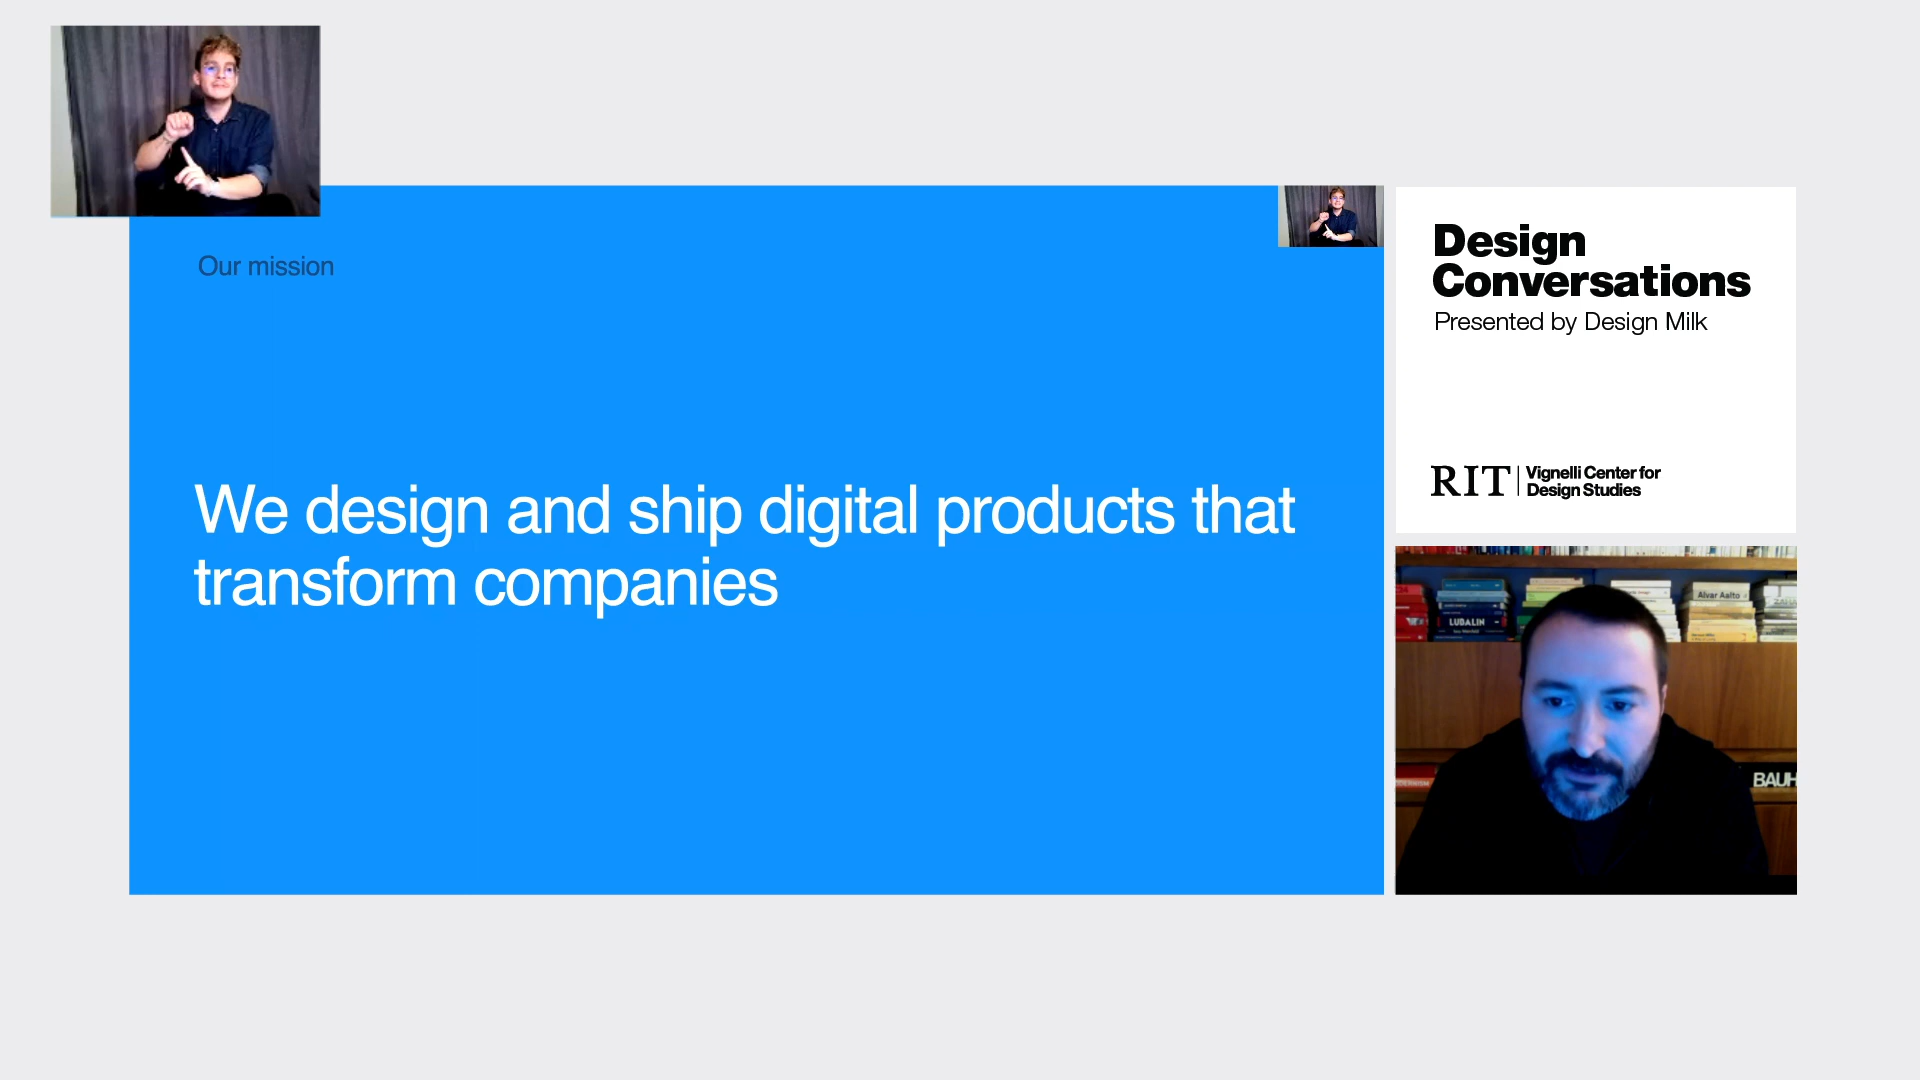 Our mission
We design and ship digital products that
transform companies
Design
Conversations
Presented by Design Milk
RIT
Vignelli Center for
Design Studies
LUBALIN
Alvar Aalto
BAUH